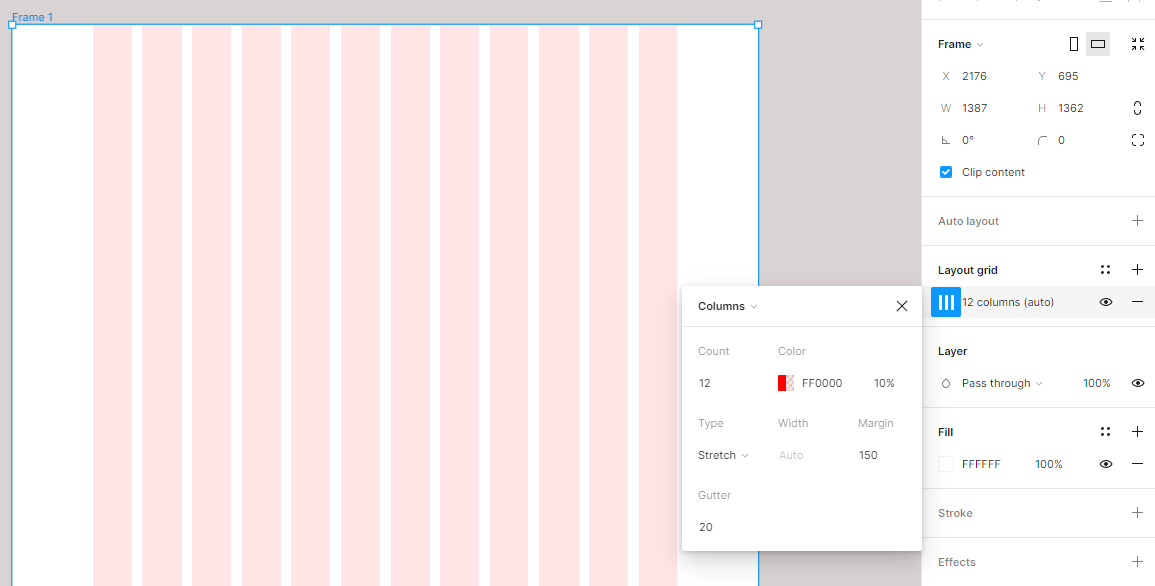 Frame 1
Frame
X 2176 Y 695
W 1387 H 1362
0° 0
Clip content
Auto layout
Layout grid
12 columns (auto)
Columns
Count Color
12 FF0000 10%
Type Width Margin
Stretch Auto 150
Gutter
20
Layer
Pass through 100%
Fill
FFFFFF 100%
Stroke
Effects